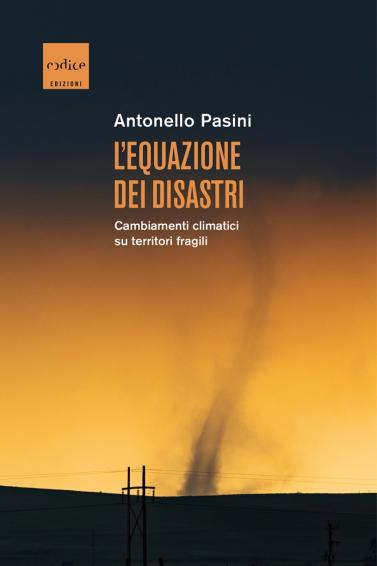 codice
EDIZIONI
Antonello Pasini
L'EQUAZIONE
DEI DISASTRI
Cambiamenti climatici
su territori fragili